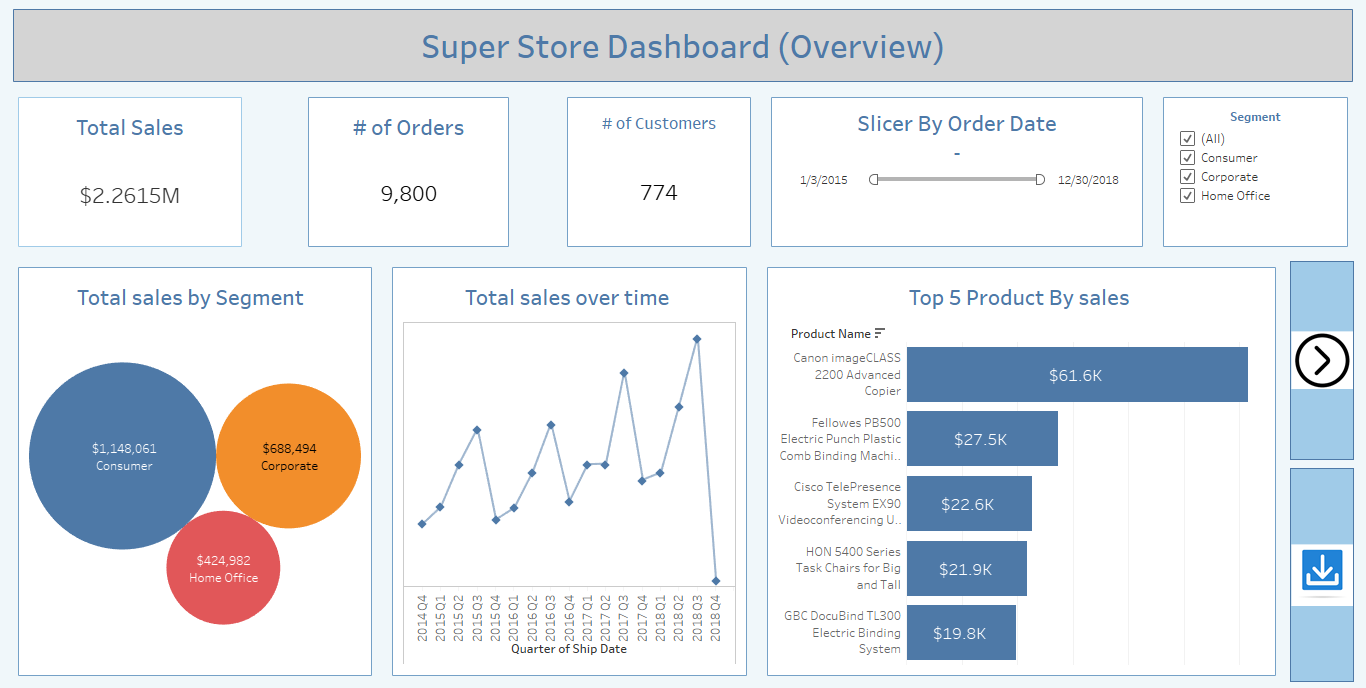 Super Store Dashboard (Overview)
Total Sales
$2.2615M
# of Orders
9,800
# of Customers
774
Slicer By Order Date
-
1/3/2015
12/30/2018
Segment
(All)
Consumer
Corporate
Home Office
Total sales by Segment
$1,148,061
Consumer
$688,494
Corporate
$424,982
Home Office
Total sales over time
2014 Q4
2015 Q1
2015 Q2
2015 Q3
2015 Q4
2016 Q1
2016 Q2
2016 Q3
2016 Q4
2017 Q1
2017 Q2
2017 Q3
2017 Q4
2018 Q1
2018 Q2
2018 Q3
2018 Q4
Quarter of Ship Date
Top 5 Product By sales
Product Name
Canon imageCLASS
2200 Advanced
Copier
$61.6K
Fellowes PB500
Electric Punch Plastic
Comb Binding Machi..
$27.5K
Cisco TelePresence
System EX90
Videoconferencing U..
$22.6K
HON 5400 Series
Task Chairs for Big
and Tall
$21.9K
GBC DocuBind TL300
Electric Binding
System
$19.8K